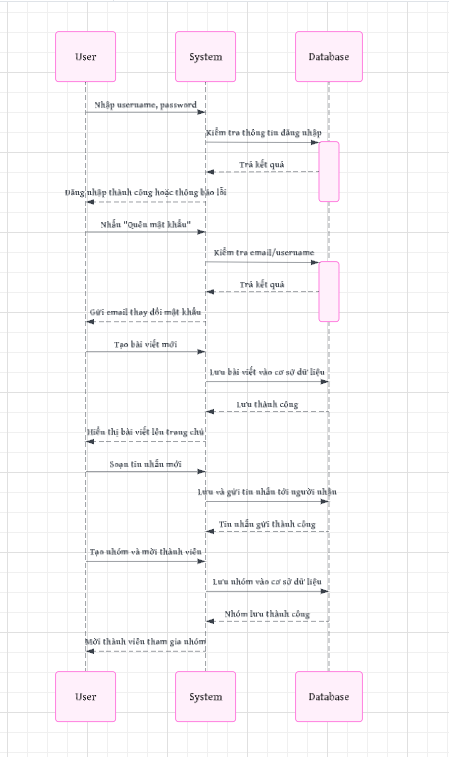 User
System
Database
Nhập username, password
Kiểm tra thông tin đăng nhập
Trả kết quả
Đăng nhập thành công hoặc thông báo lỗi
Nhấn "Quên mật khẩu"
Kiểm tra email/username
Trả kết quả
Gửi email thay đổi mật khẩu
Tạo bài viết mới
Lưu bài viết vào cơ sở dữ liệu
Lưu thành công
Hiển thị bài viết lên trang chủ
Soạn tin nhắn mới
Lưu và gửi tin nhắn tới người nhận
Tin nhắn gửi thành công
Tạo nhóm và mời thành viên
Lưu nhóm vào cơ sở dữ liệu
Nhóm lưu thành công
Mời thành viên tham gia nhóm
User
System
Database